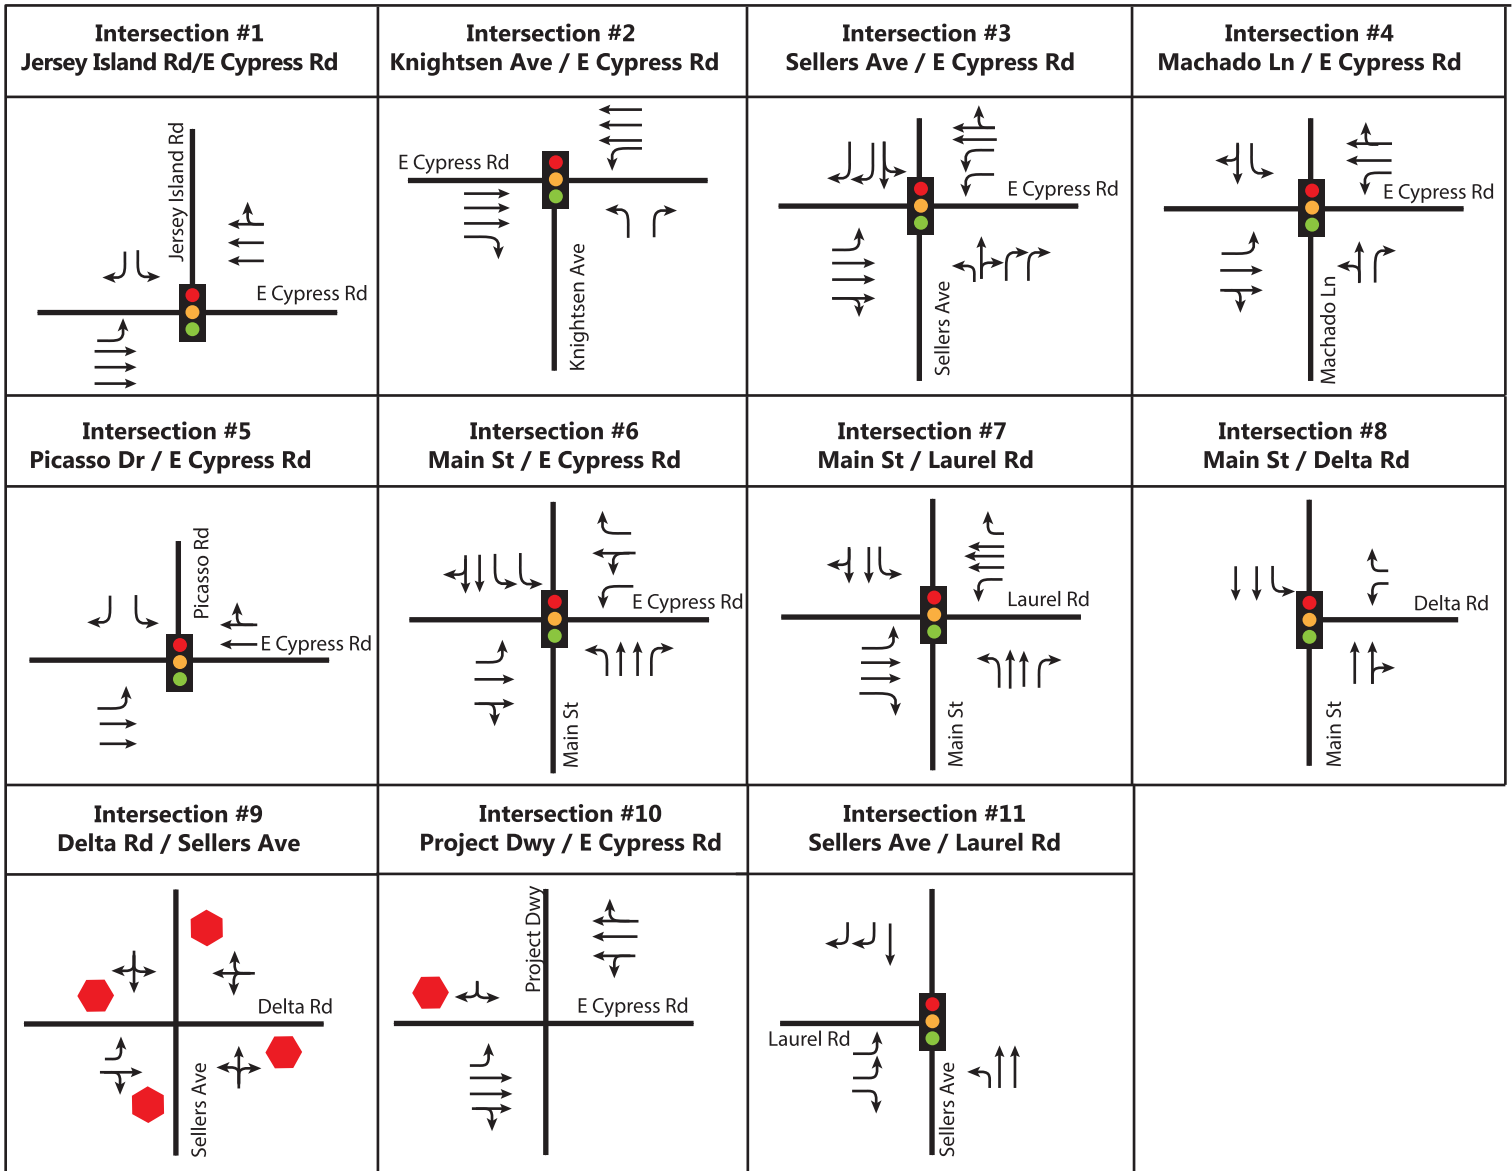 Intersection #1
Jersey Island Rd/E Cypress Rd
Jersey Island Rd
E Cypress Rd
Intersection #2
Knightsen Ave / E Cypress Rd
E Cypress Rd
Knightsen Ave
Intersection #3
Sellers Ave / E Cypress Rd
E Cypress Rd
Sellers Ave
Intersection #4
Machado Ln / E Cypress Rd
E Cypress Rd
Machado Ln
Intersection #5
Picasso Dr / E Cypress Rd
Picasso Rd
E Cypress Rd
Intersection #6
Main St / E Cypress Rd
E Cypress Rd
Main St
Intersection #7
Main St / Laurel Rd
Laurel Rd
Main St
Intersection #8
Main St / Delta Rd
Delta Rd
Main St
Intersection #9
Delta Rd / Sellers Ave
Delta Rd
Sellers Ave
Intersection #10
Project Dwy / E Cypress Rd
Project Dwy
E Cypress Rd
Intersection #11
Sellers Ave / Laurel Rd
Laurel Rd
Sellers Ave